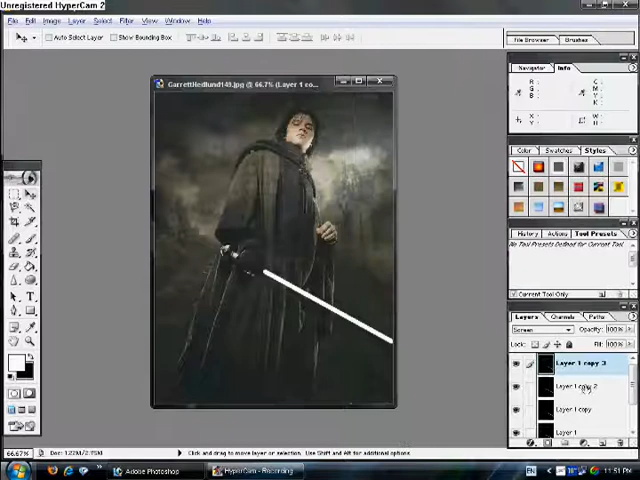 Unregistered HyperCam 2
File Edit Image Layer Select Filter View Window Help
Auto Select Layer Show Bounding Box
File Browser Brushes
GarrettHedlund149.jpg @ 66.7% (Layer 1 co...
Navigator Info
R: C:
G: M:
B: Y:
K:
X: W:
Y: H:
Color Swatches Styles
History Actions Tool Presets
No Tool Presets Defined for Current Tool
Current Tool Only
Layers Channels Paths
Screen Opacity: 100%
Lock: Fill: 100%
Layer 1 copy 3
Layer 1 copy 2
Layer 1 copy
Layer 1
66.67% Doc: 122M/2.75M Click and drag to move layer or selection. Use Shift and Alt for additional options.
Adobe Photoshop HyperCam - Recording EN 11:51 PM